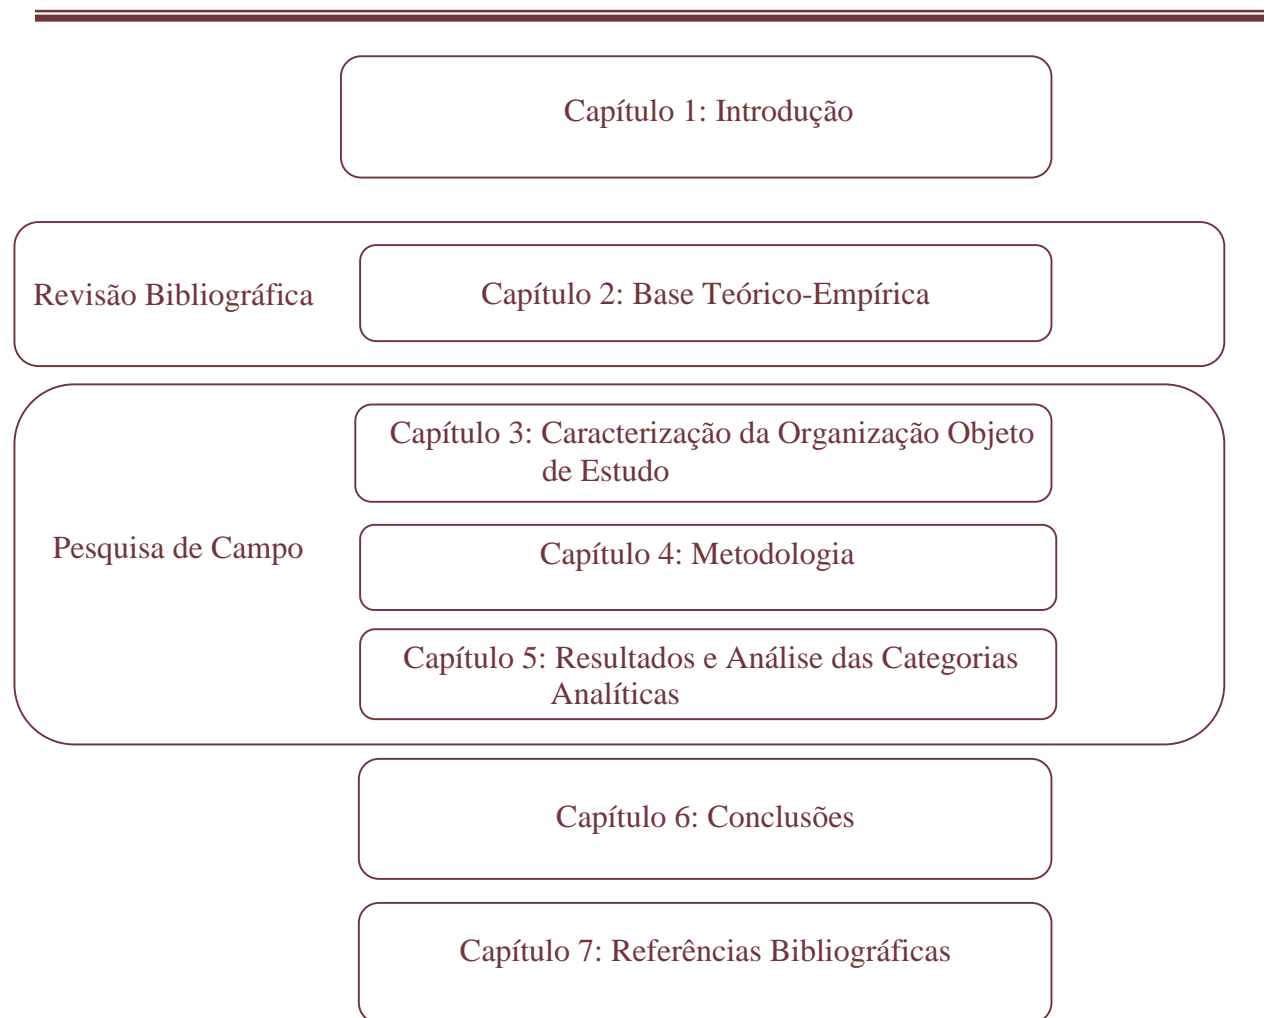 Capítulo 1: Introdução
Revisão Bibliográfica
Capítulo 2: Base Teórico-Empírica
Pesquisa de Campo
Capítulo 3: Caracterização da Organização Objeto
de Estudo
Capítulo 4: Metodologia
Capítulo 5: Resultados e Análise das Categorias
Analíticas
Capítulo 6: Conclusões
Capítulo 7: Referências Bibliográficas